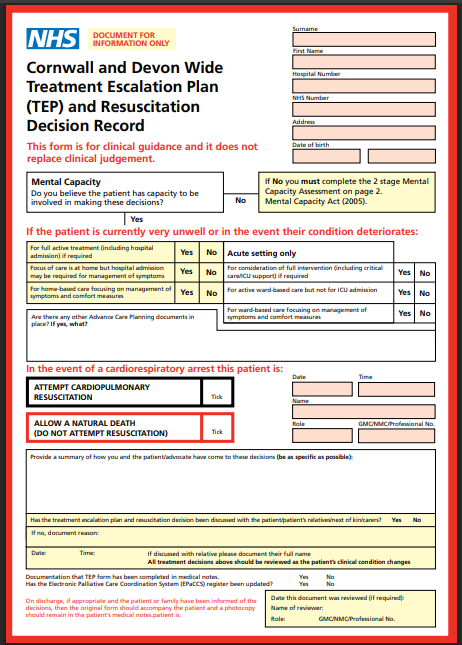 NHS
DOCUMENT FOR
INFORMATION ONLY
Cornwall and Devon Wide
Treatment Escalation Plan
(TEP) and Resuscitation
Decision Record
This form is for clinical guidance and it does not
replace clinical judgement.
Surname
First Name
Hospital Number
NHS Number
Address
Date of birth
Mental Capacity
Do you believe the patient has capacity to be
involved in making these decisions?
No
If No you must complete the 2 stage Mental
Capacity Assessment on page 2.
Mental Capacity Act (2005).
Yes
If the patient is currently very unwell or in the event their condition deteriorates:
For full active treatment (including hospital
admission) if required
Yes No
Focus of care is at home but hospital admission
may be required for management of symptoms
Yes No
For home-based care focusing on management of
symptoms and comfort measures
Yes No
Acute setting only
For consideration of full intervention (including critical
care/ICU support) if required
Yes No
For active ward-based care but not for ICU admission
Yes No
For ward-based care focusing on management of
symptoms and comfort measures
Yes No
Are there any other Advance Care Planning documents in
place? If yes, what?
In the event of a cardiorespiratory arrest this patient is:
ATTEMPT CARDIOPULMONARY
RESUSCITATION
Tick
ALLOW A NATURAL DEATH
(DO NOT ATTEMPT RESUSCITATION)
Tick
Date Time
Name
Role GMC/NMC/Professional No.
Provide a summary of how you and the patient/advocate have come to these decisions (be as specific as possible):
Has the treatment escalation plan and resuscitation decision been discussed with the patient/patient's relatives/next of kin/carers? Yes No
If no, document reason:
Date: Time: If discussed with relative please document their full name
All treatment decisions above should be reviewed as the patient's clinical condition changes
Documentation that TEP form has been completed in medical notes. Yes No
Has the Electronic Palliative Care Coordination System (EPaCCS) register been updated? Yes No
On discharge, if appropriate and the patient or family have been informed of the
decisions, then the original form should accompany the patient and a photocopy
should remain in the patient's medical notes.patient is:
Date this document was reviewed (if required):
Name of reviewer:
Role: GMC/NMC/Professional No.